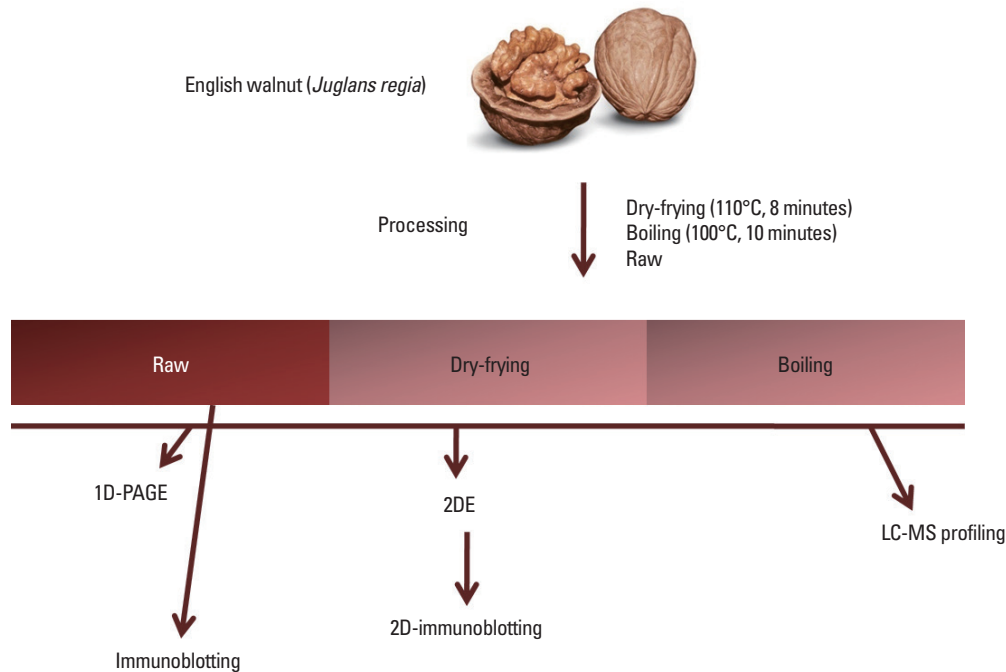 English walnut (Juglans regia)
Processing
Dry-frying (110°C, 8 minutes)
Boiling (100°C, 10 minutes)
Raw
Raw
Dry-frying
Boiling
1D-PAGE
2DE
LC-MS profiling
2D-immunoblotting
Immunoblotting